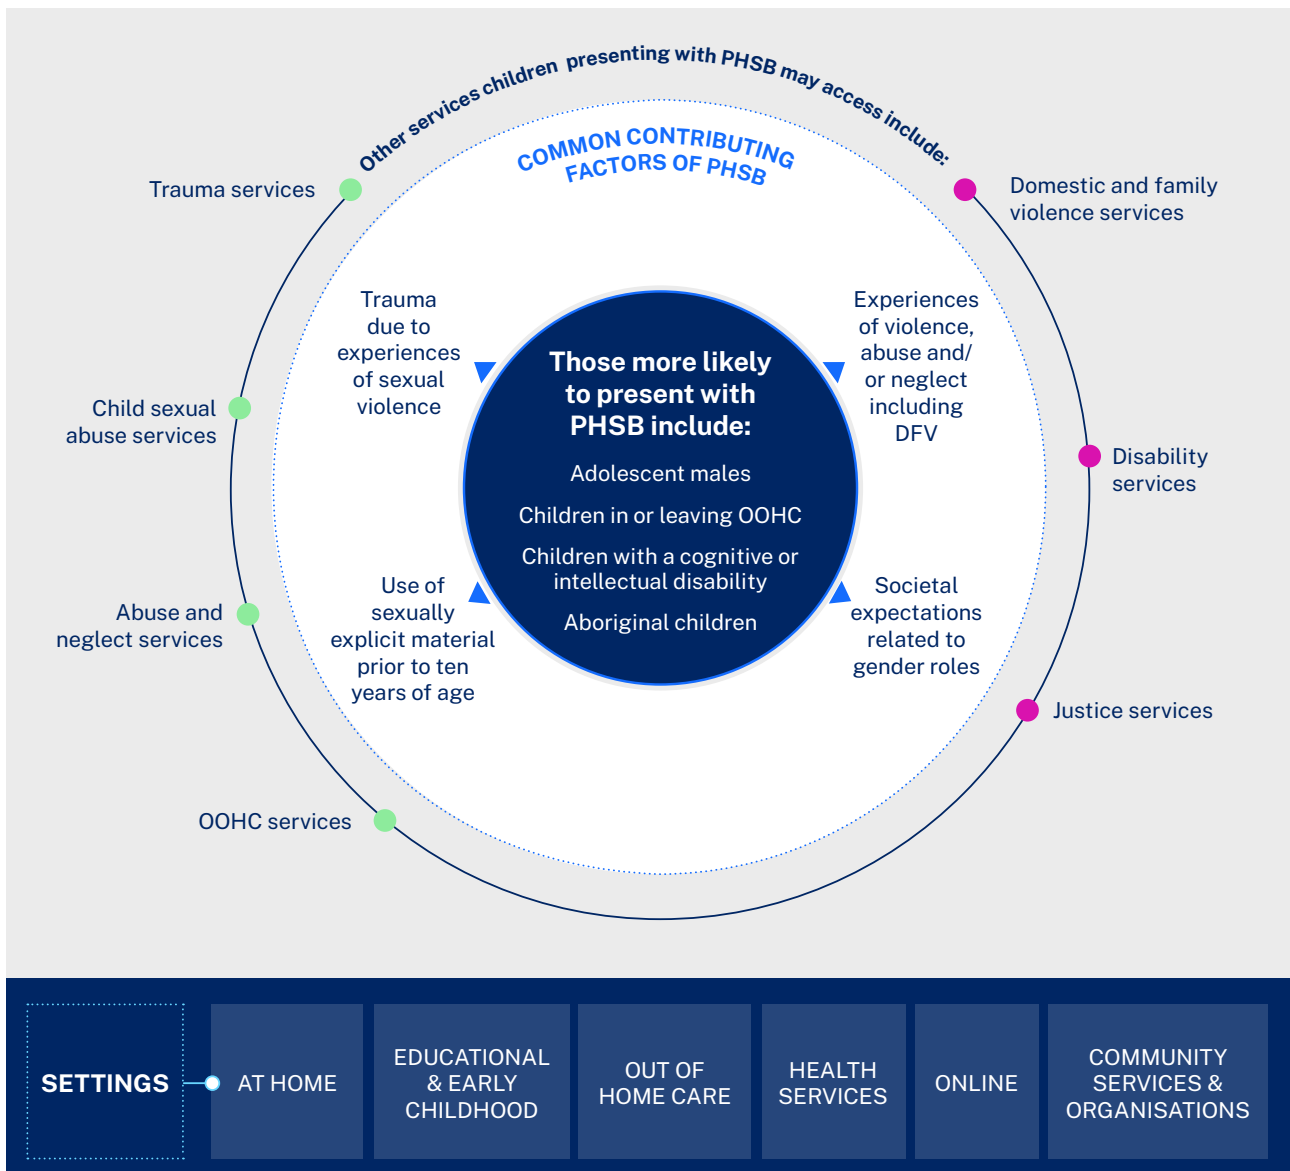 Other services children presenting with PHSB may access include:
COMMON CONTRIBUTING
FACTORS OF PHSB
Trauma services
Child sexual
abuse services
Abuse and
neglect services
OOHC services
Domestic and family
violence services
Disability
services
Justice services
Trauma
due to
experiences
of sexual
violence
Experiences
of violence,
abuse and/
or neglect
including
DFV
Use of
sexually
explicit material
prior to ten
years of age
Societal
expectations
related to
gender roles
Those more likely
to present with
PHSB include:
Adolescent males
Children in or leaving OOHC
Children with a cognitive or
intellectual disability
Aboriginal children
SETTINGS
AT HOME
EDUCATIONAL
& EARLY
CHILDHOOD
OUT OF
HOME CARE
HEALTH
SERVICES
ONLINE
COMMUNITY
SERVICES &
ORGANISATIONS